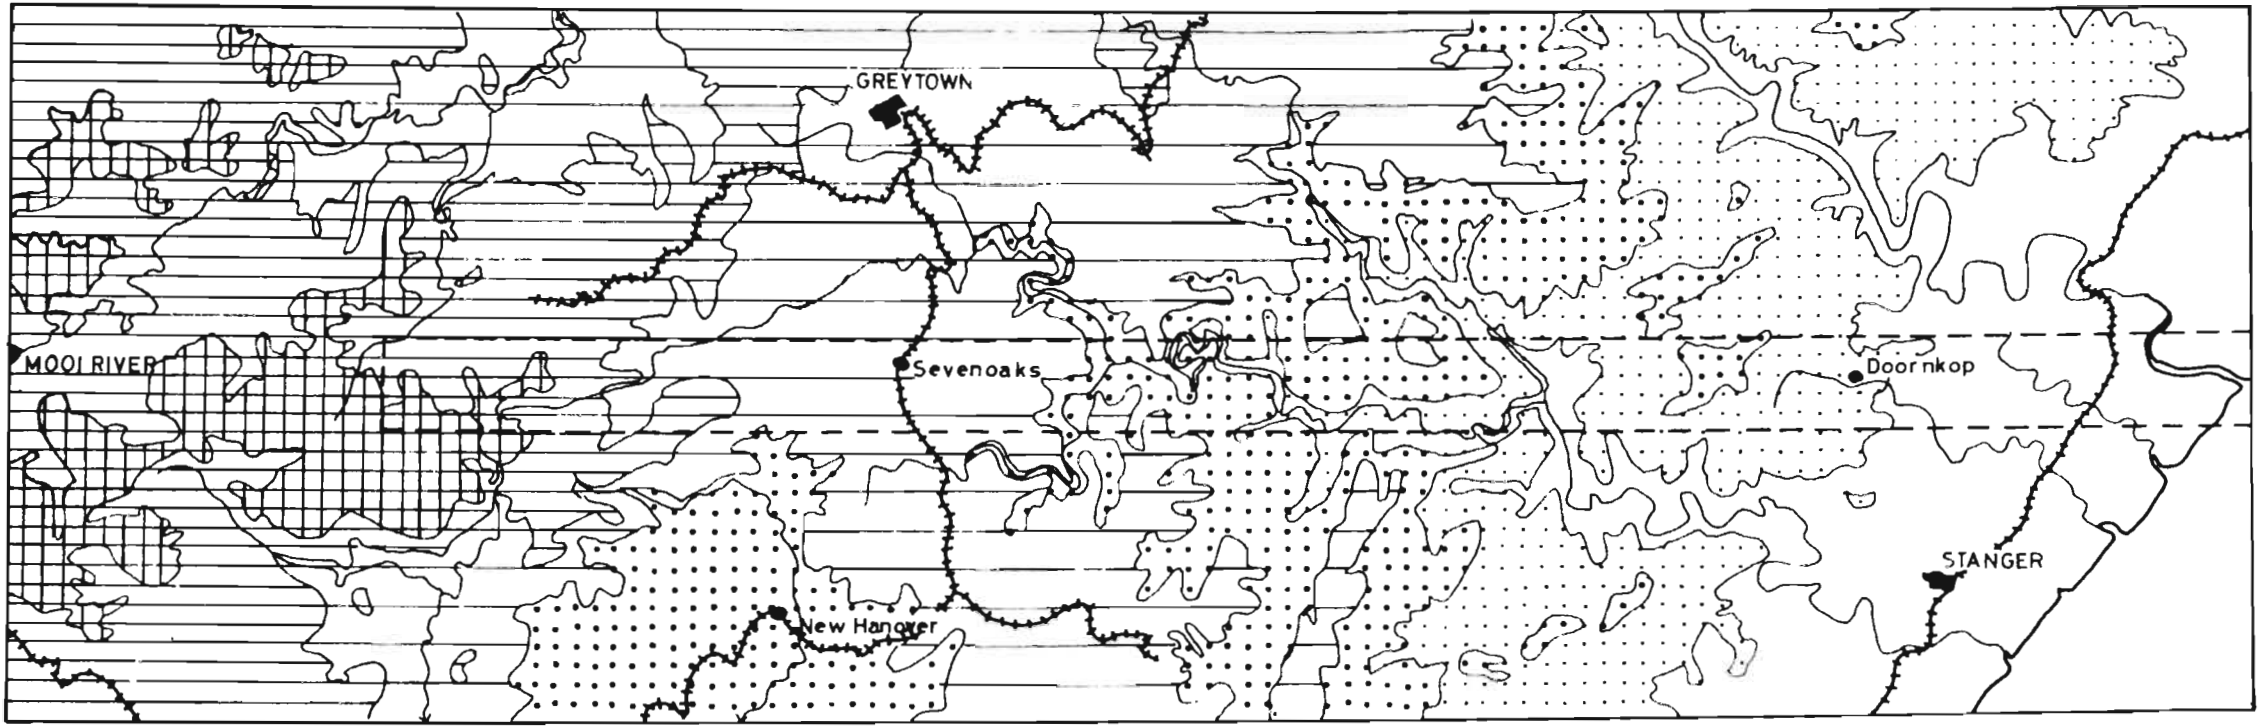 GREYTOWN
MOOI RIVER
Sevenoaks
Doornkop
STANGER
New Hanover